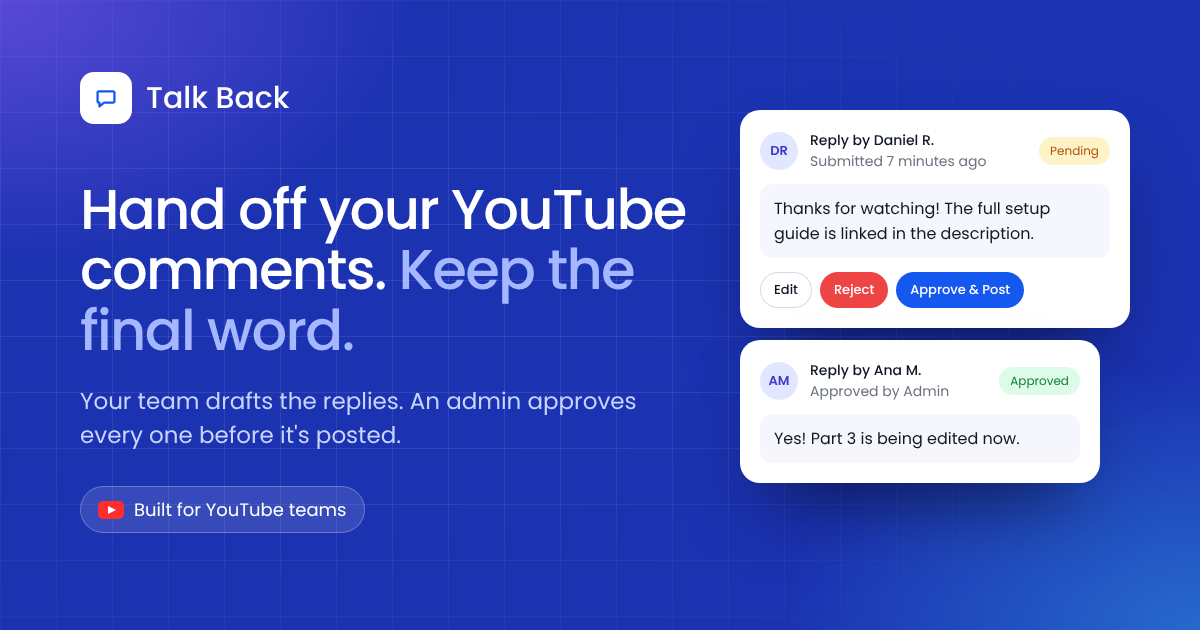 Talk Back
Hand off your YouTube
comments. Keep the
final word.
Your team drafts the replies. An admin approves
every one before it's posted.
Built for YouTube teams
DR
Reply by Daniel R.
Submitted 7 minutes ago
Pending
Thanks for watching! The full setup
guide is linked in the description.
Edit
Reject
Approve & Post
AM
Reply by Ana M.
Approved by Admin
Approved
Yes! Part 3 is being edited now.